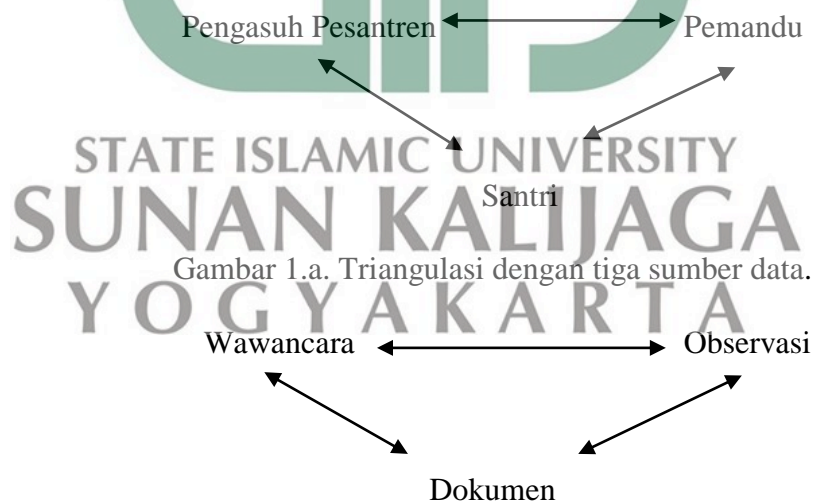 Pengasuh Pesantren Pemandu
STATE ISLAMIC UNIVERSITY
Santri
SUNAN KALIJAGA
Gambar 1.a. Triangulasi dengan tiga sumber data.
YOGYAKARTA
Wawancara Observasi
Dokumen